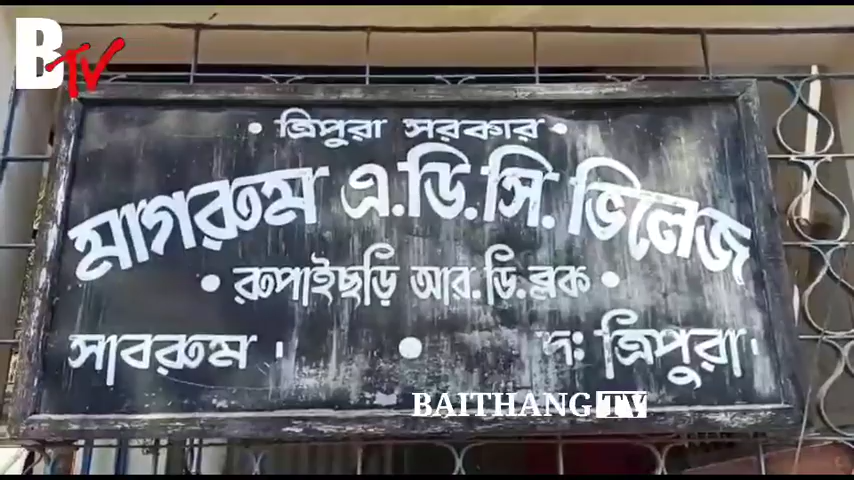 BTV
• ত্রিপুরা সরকার •
মাগরুম এ.ডি.সি. ভিলেজ
• রুপাইছড়ি আর.ডি.ব্লক •
সাবরুম । • দঃ ত্রিপুরা ।
BAITHANG TV